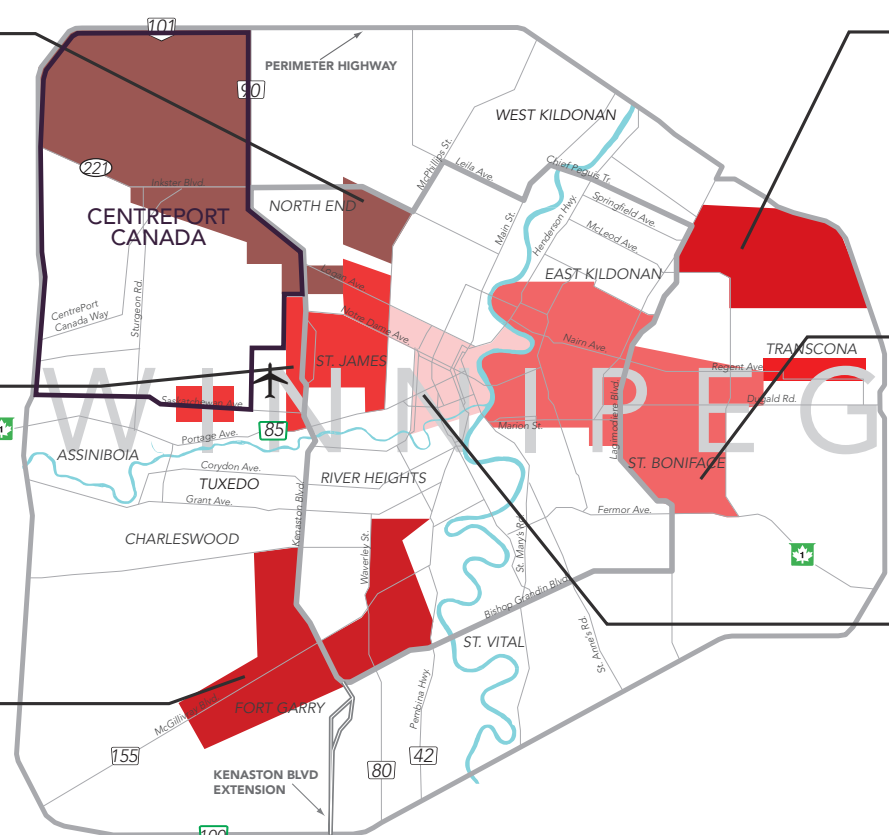 101
PERIMETER HIGHWAY
90
WEST KILDONAN
McPhillips St.
Leila Ave.
Chief Peguis Tr.
221
Inkster Blvd.
NORTH END
CENTREPORT
CANADA
Main St.
Henderson Hwy.
Springfield Ave.
McLeod Ave.
EAST KILDONAN
Logan Ave.
CentrePort
Canada Way
Sturgeon Rd.
Notre Dame Ave.
Nairn Ave.
TRANSCONA
ST. JAMES
Regent Ave.
WINNIPEG
Saskatchewan Ave.
Lagimodiere Blvd.
Dugald Rd.
1
85
Portage Ave.
Marion St.
ASSINIBOIA
Corydon Ave.
TUXEDO
RIVER HEIGHTS
ST. BONIFACE
Grant Ave.
Kenaston Blvd.
Fermor Ave.
CHARLESWOOD
Waverley St.
St. Mary's Rd.
1
Bishop Grandin Blvd.
ST. VITAL
St. Anne's Rd.
Pembina Hwy.
McGillivray Blvd.
FORT GARRY
155
42
80
KENASTON BLVD
EXTENSION
100